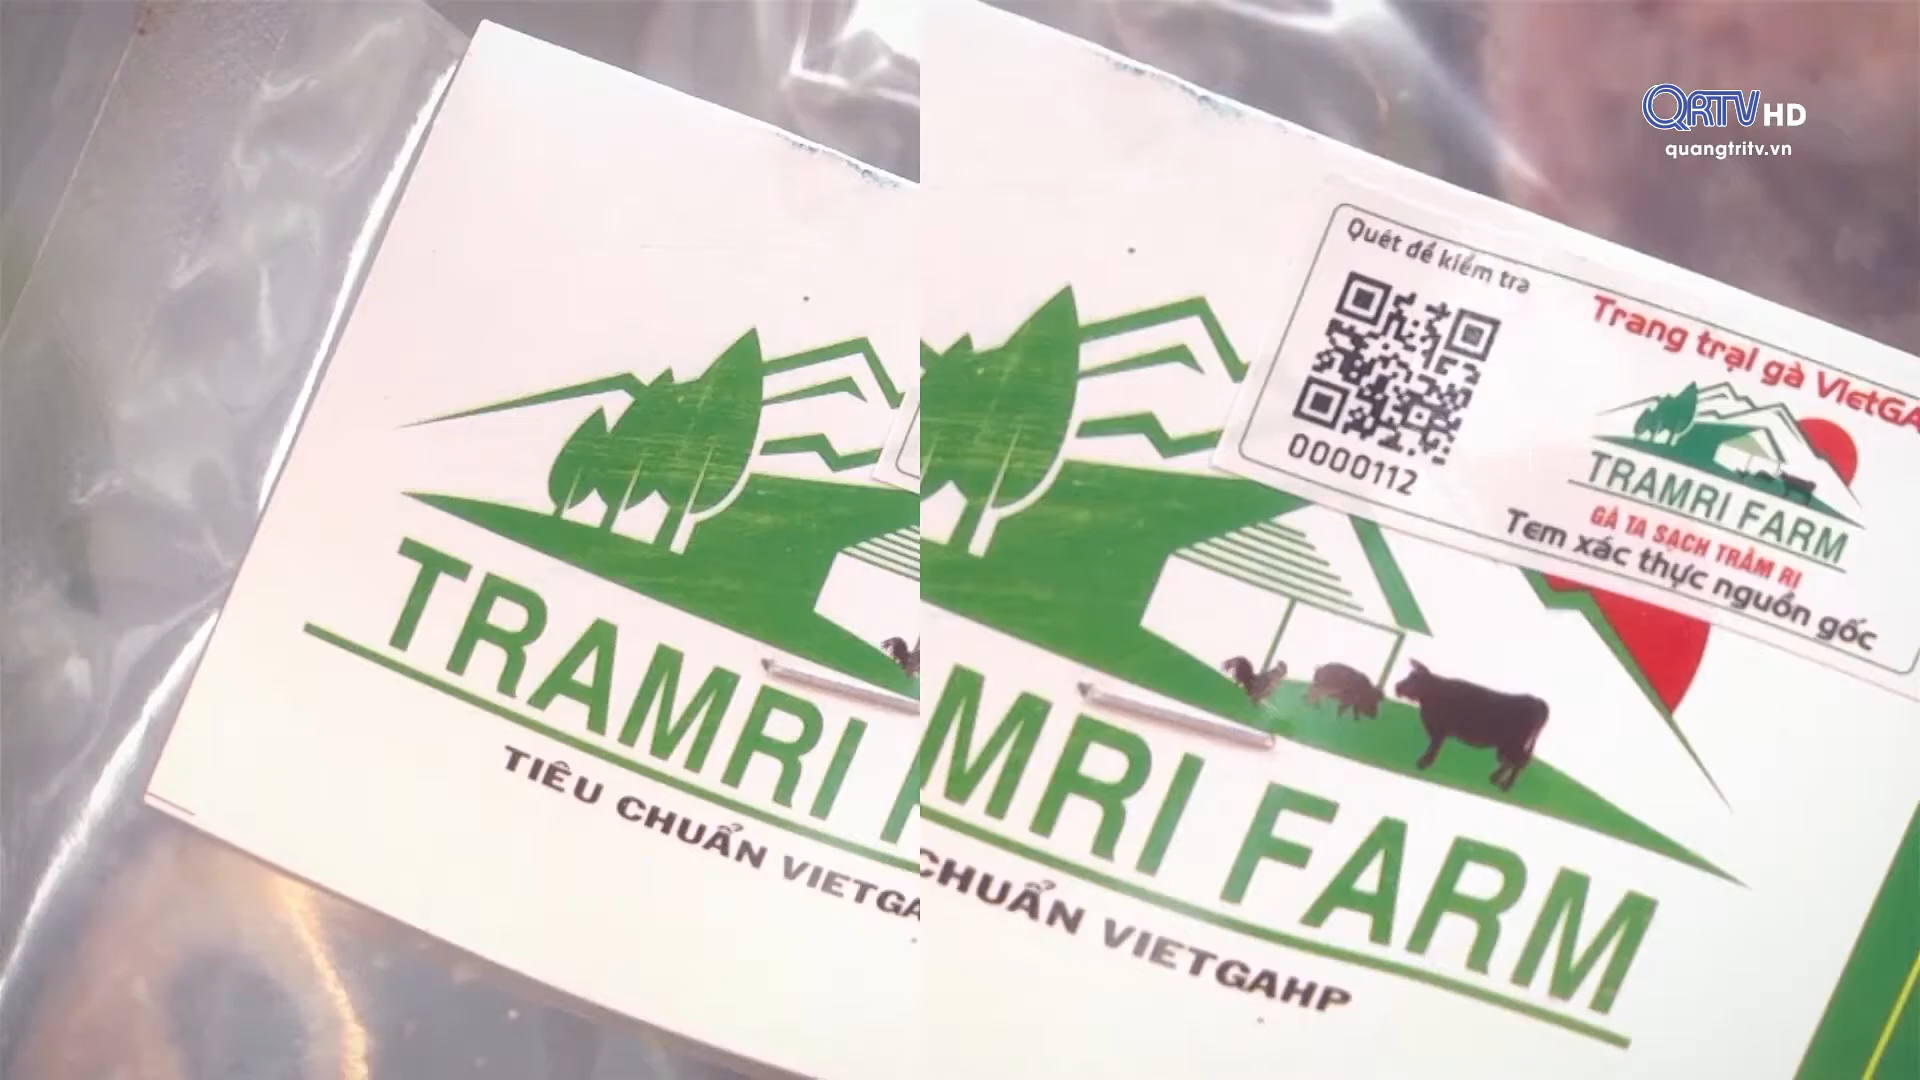 QRTV HD
quangtritv.vn
Quét để kiểm tra
0000112
Trang trại gà VietGA
TRAMRI FARM
GÀ TA SẠCH TRÂM RI
Tem xác thực nguồn gốc
TRAMRI F
TIÊU CHUẨN VIETGA
MRI FARM
CHUẨN VIETGAHP